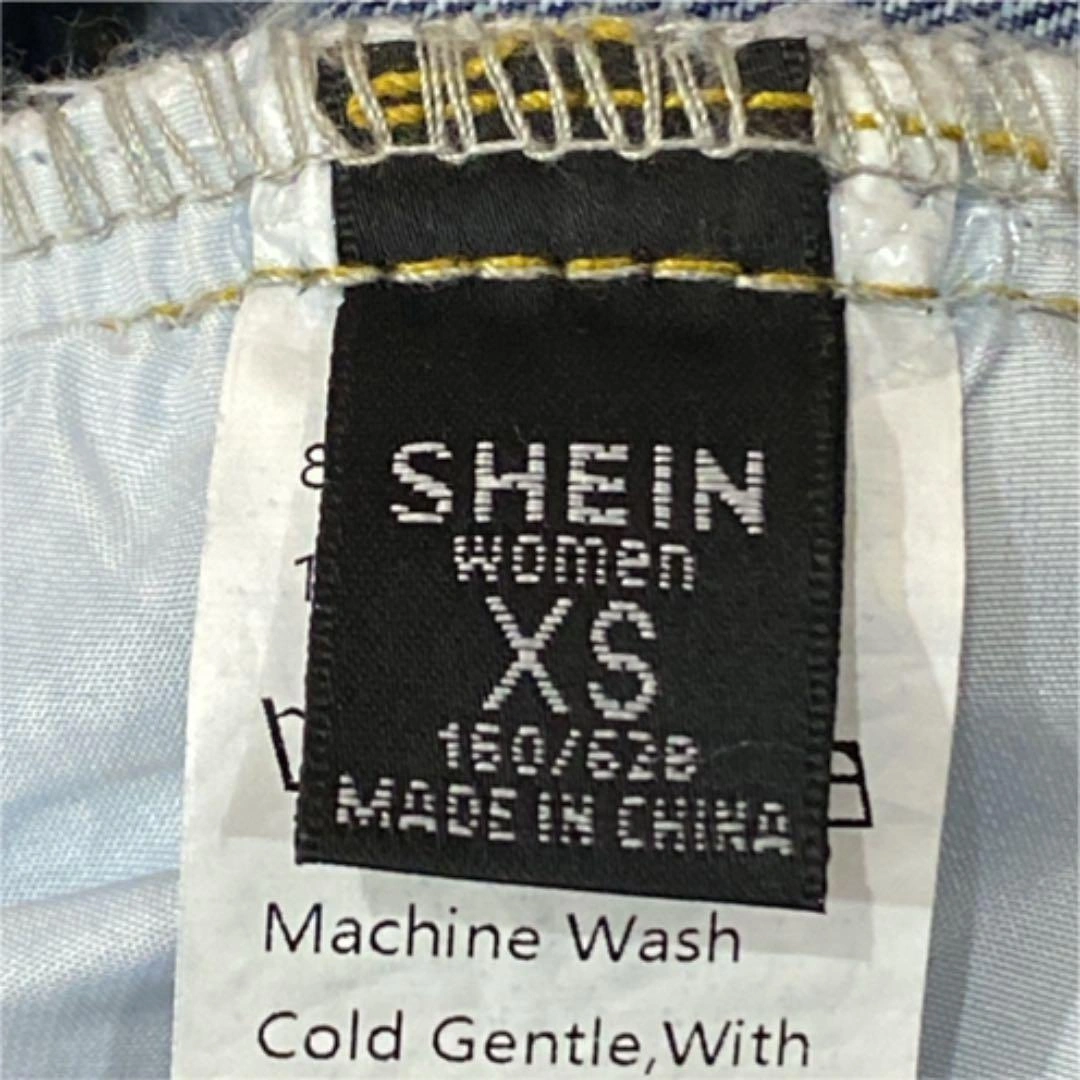 SHEIN
women
XS
160/62B
MADE IN CHINA
Machine Wash
Cold Gentle,With